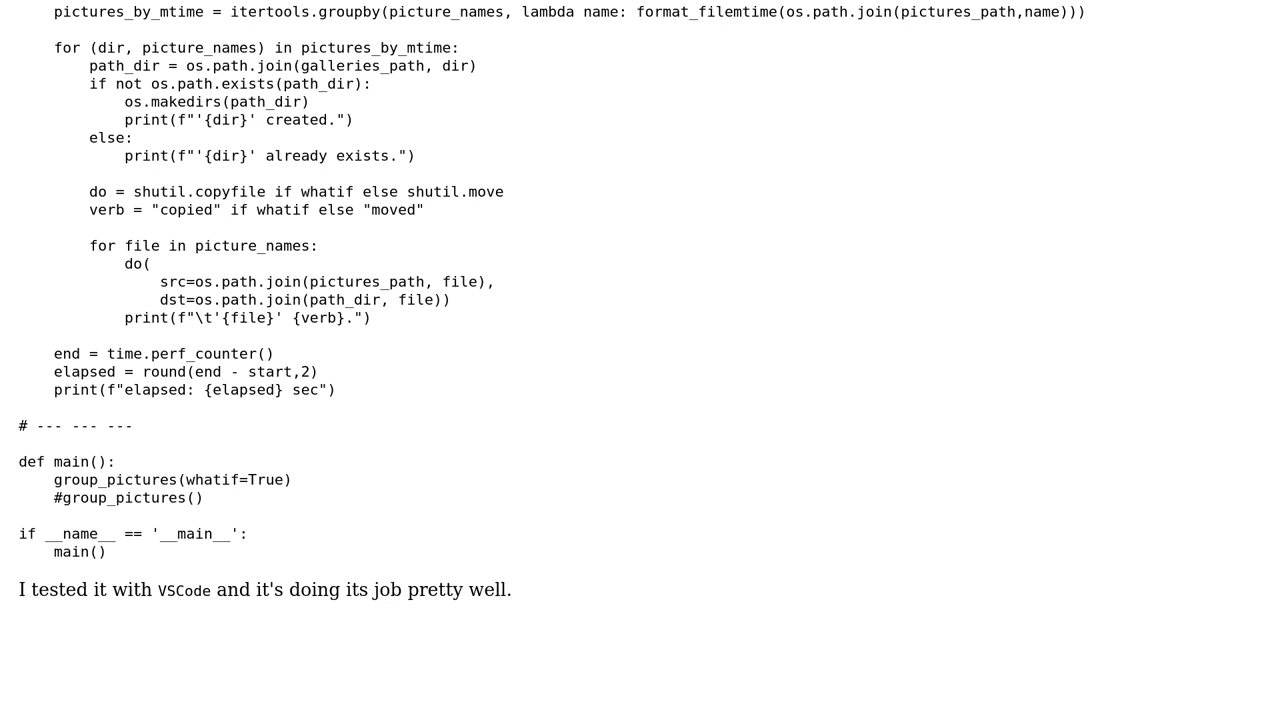 pictures_by_mtime = itertools.groupby(picture_names, lambda name: format_filemtime(os.path.join(pictures_path,name)))

    for (dir, picture_names) in pictures_by_mtime:
        path_dir = os.path.join(galleries_path, dir)
        if not os.path.exists(path_dir):
            os.makedirs(path_dir)
            print(f"'{dir}' created.")
        else:
            print(f"'{dir}' already exists.")

        do = shutil.copyfile if whatif else shutil.move
        verb = "copied" if whatif else "moved"

        for file in picture_names:
            do(
                src=os.path.join(pictures_path, file),
                dst=os.path.join(path_dir, file))
            print(f"\t'{file}' {verb}.")

    end = time.perf_counter()
    elapsed = round(end - start,2)
    print(f"elapsed: {elapsed} sec")

# --- --- ---

def main():
    group_pictures(whatif=True)
    #group_pictures()

if __name__ == '__main__':
    main()

I tested it with VSCode and it's doing its job pretty well.